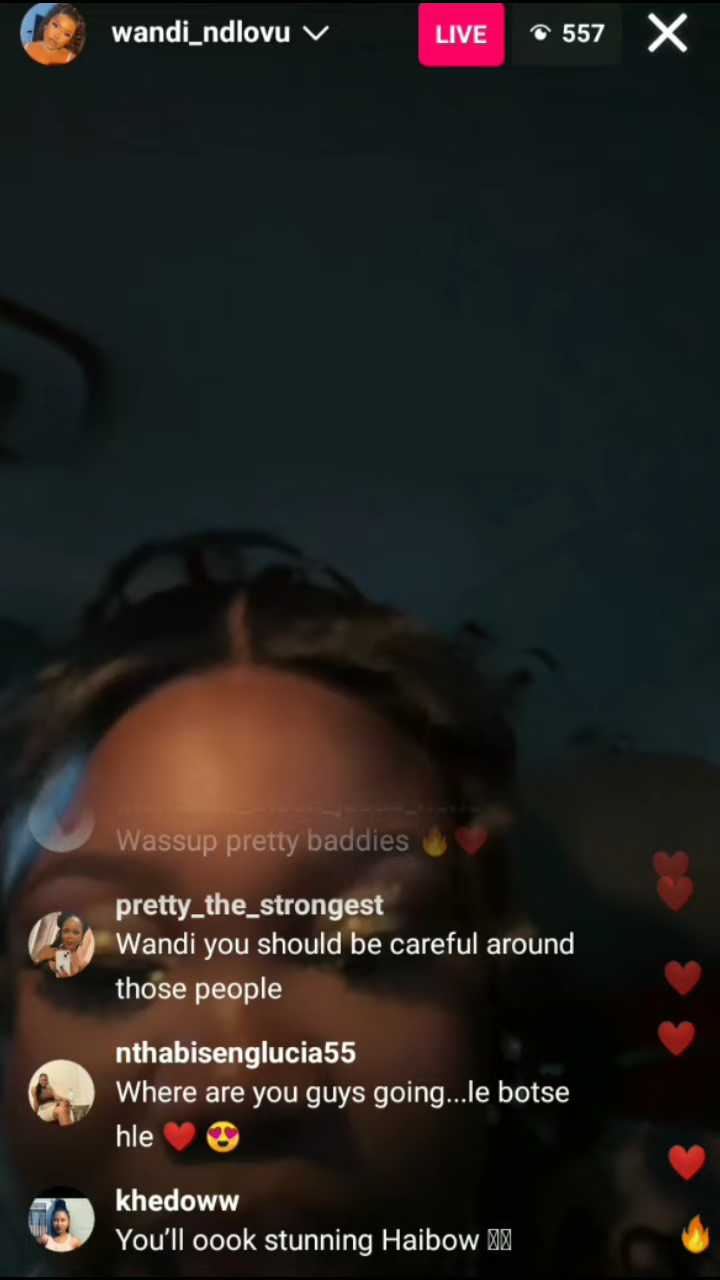 wandi_ndlovu
LIVE
557
Wassup pretty baddies 🔥❤️
pretty_the_strongest
Wandi you should be careful around
those people
nthabisenglucia55
Where are you guys going...le botse
hle ❤️ 😍
khedoww
You’ll oook stunning Haibow